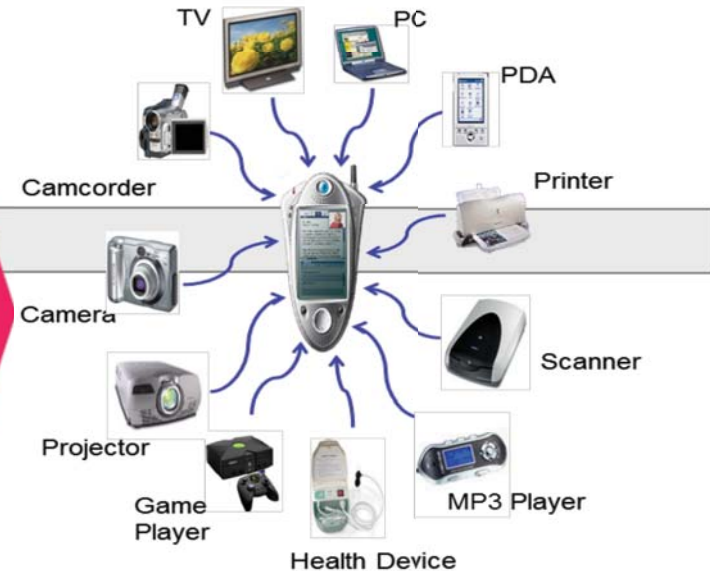 TV
PC
PDA
Camcorder
Printer
Camera
Scanner
Projector
MP3 Player
Game
Player
Health Device